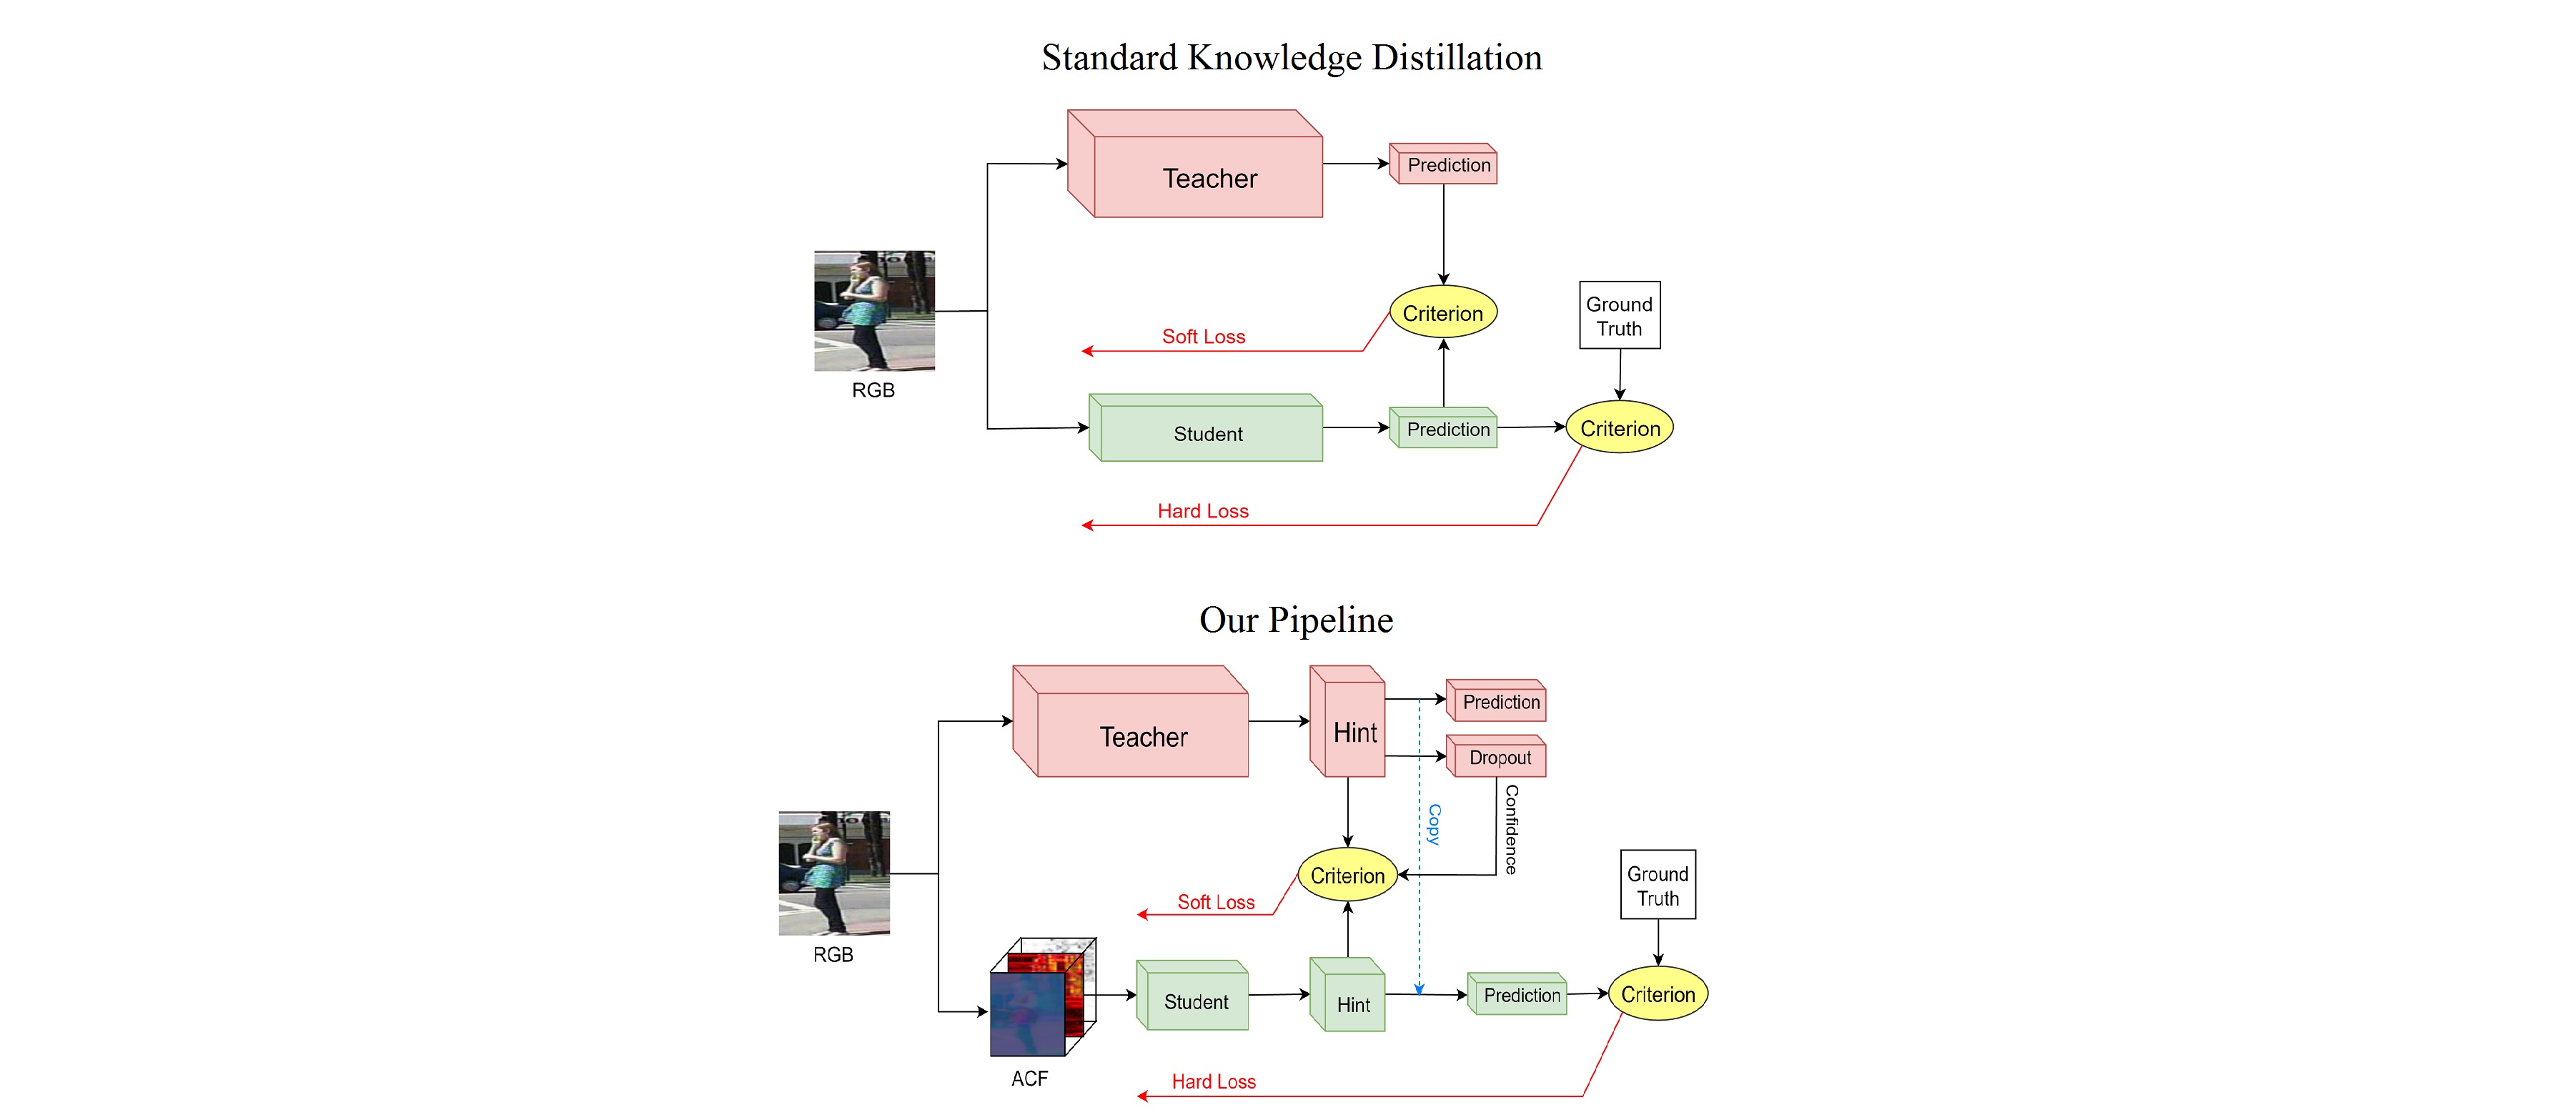 Standard Knowledge Distillation
Teacher
Prediction
Criterion
Ground
Truth
Soft Loss
RGB
Student
Prediction
Criterion
Hard Loss
Our Pipeline
Teacher
Hint
Prediction
Dropout
Copy
Confidence
Criterion
Ground
Truth
Soft Loss
RGB
Student
Hint
Prediction
Criterion
ACF
Hard Loss